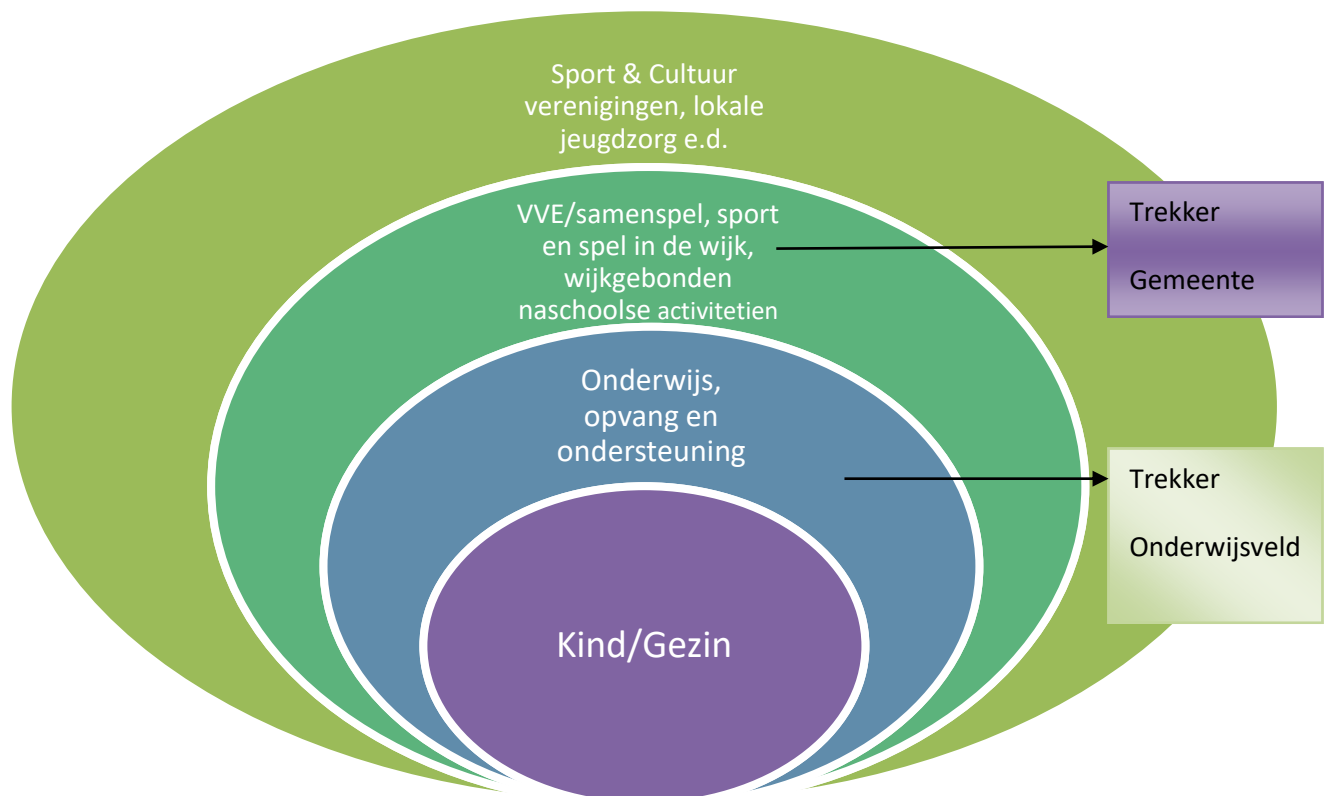 Sport & Cultuur
verenigingen, lokale
jeugdzorg e.d.
VVE/samenspel, sport
en spel in de wijk,
wijkgebonden
naschoolse activitetien
Trekker
Gemeente
Onderwijs,
opvang en
ondersteuning
Trekker
Onderwijsveld
Kind/Gezin